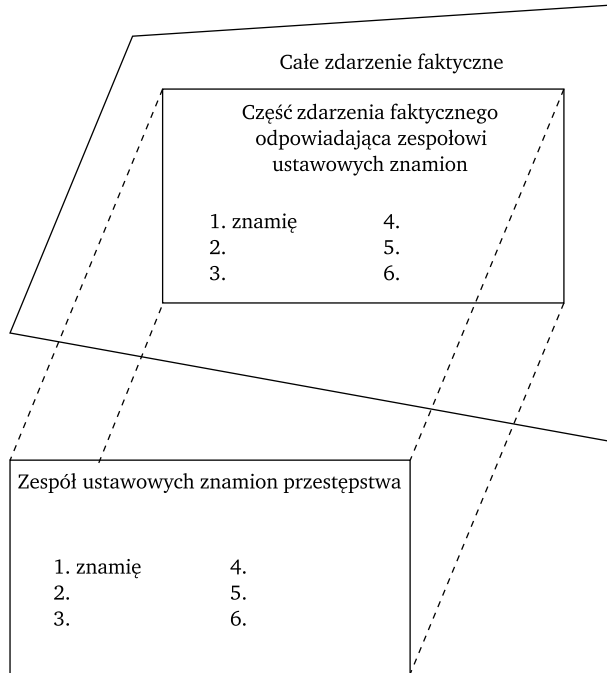 Całe zdarzenie faktyczne
Część zdarzenia faktycznego
odpowiadająca zespołowi
ustawowych znamion
1. znamię 4.
2. 5.
3. 6.
Zespół ustawowych znamion przestępstwa
1. znamię 4.
2. 5.
3. 6.